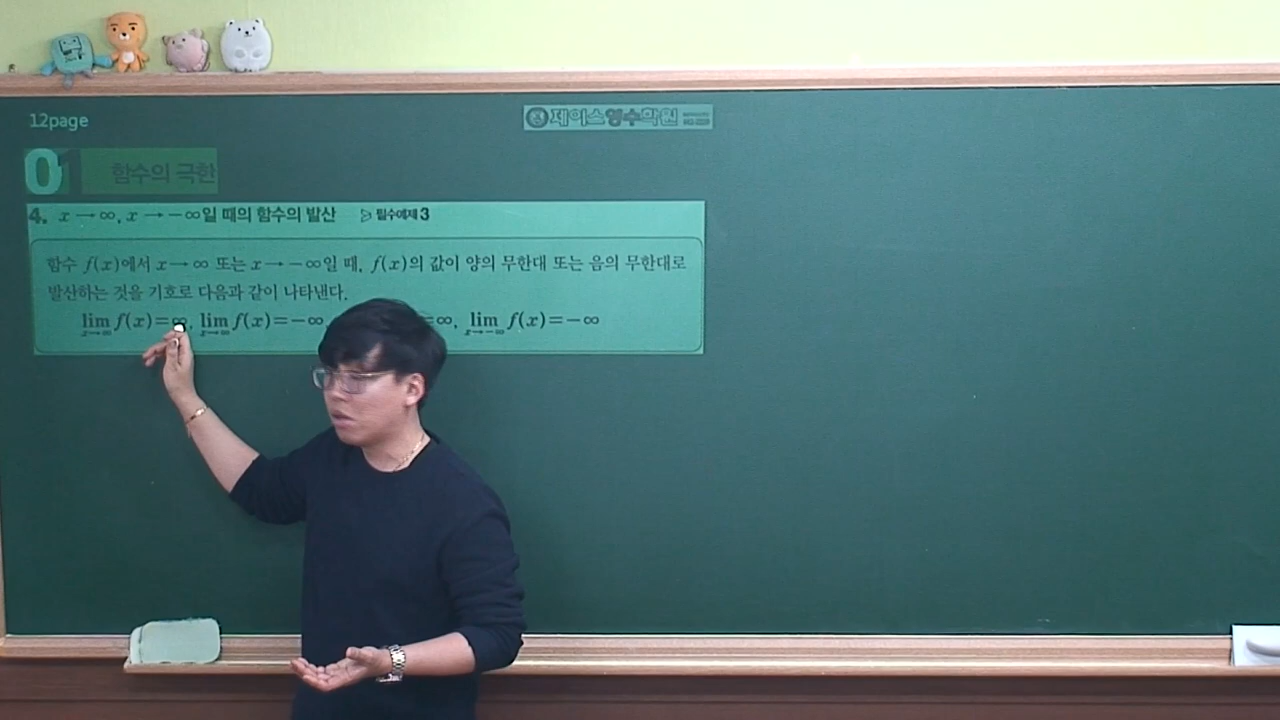 12page
제이스영수학원
01 함수의 극한
4. x → ∞, x → −∞일 때의 함수의 발산 ▷ 필수예제 3
함수 f(x)에서 x → ∞ 또는 x → −∞일 때, f(x)의 값이 양의 무한대 또는 음의 무한대로
발산하는 것을 기호로 다음과 같이 나타낸다.
lim x→∞ f(x)=∞, lim x→∞ f(x)=−∞, =∞, lim x→−∞ f(x)=−∞